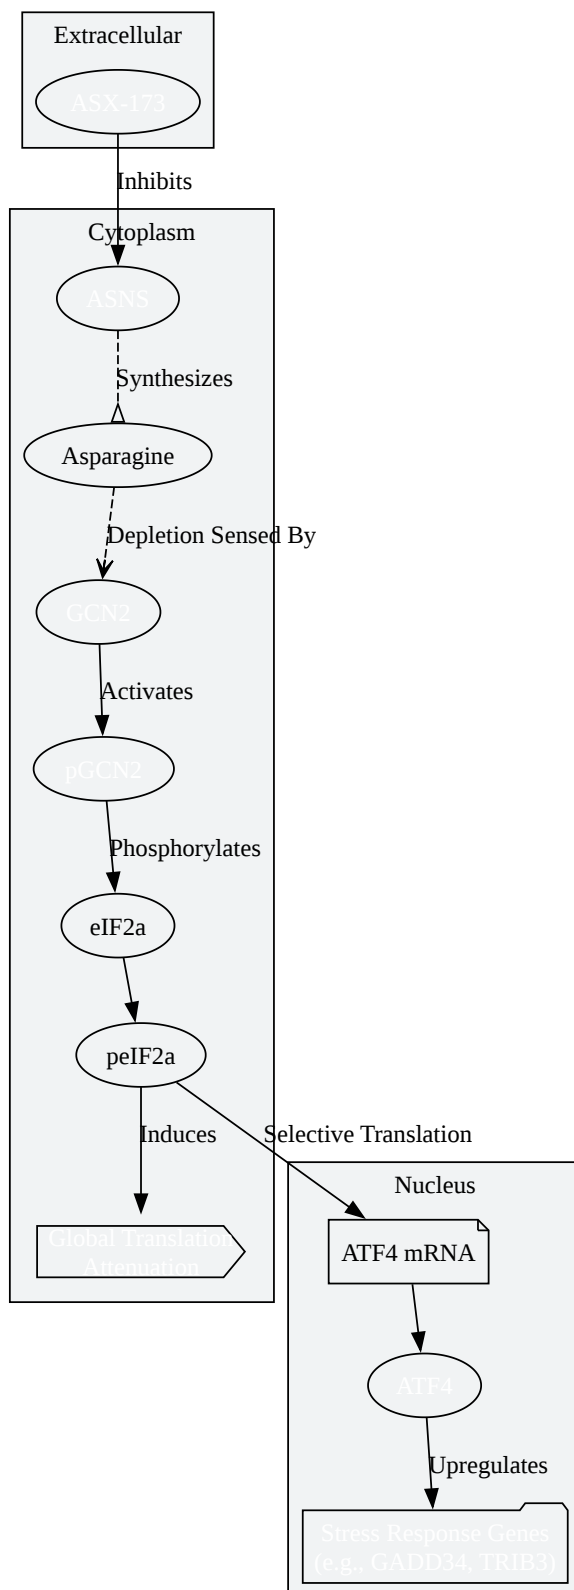 Extracellular
ASX-173
Inhibits
Cytoplasm
ASNS
Synthesizes
Asparagine
Depletion Sensed By
GCN2
Activates
pGCN2
Phosphorylates
eIF2a
peIF2a
Induces
Selective Translation
Nucleus
Global Translation
Attenuation
ATF4 mRNA
ATF4
Upregulates
Stress Response Genes
(e.g., GADD34, TRIB3)